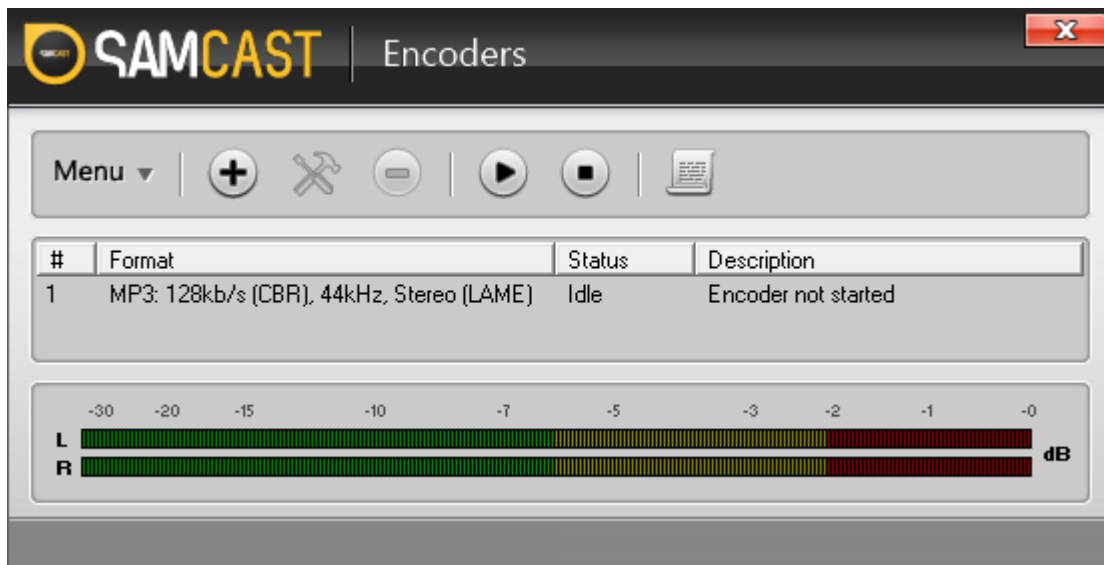 SAMCAST Encoders
Menu
# Format Status Description
1 MP3: 128kb/s (CBR), 44kHz, Stereo (LAME) Idle Encoder not started
-30 -20 -15 -10 -7 -5 -3 -2 -1 -0
L
dB
R